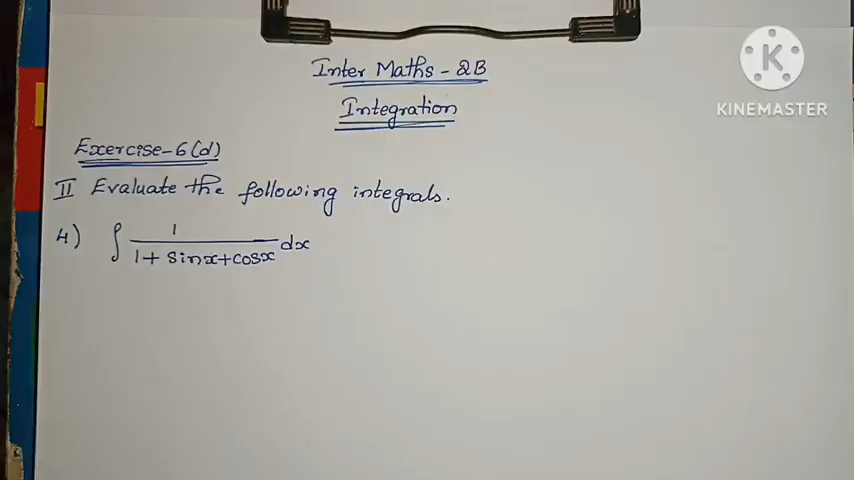 Inter Maths - 2B
Integration
K
KINEMASTER
Exercise-6(d)
II Evaluate the following integrals.
4) ∫ 1/(1 + sinx+cosx) dx